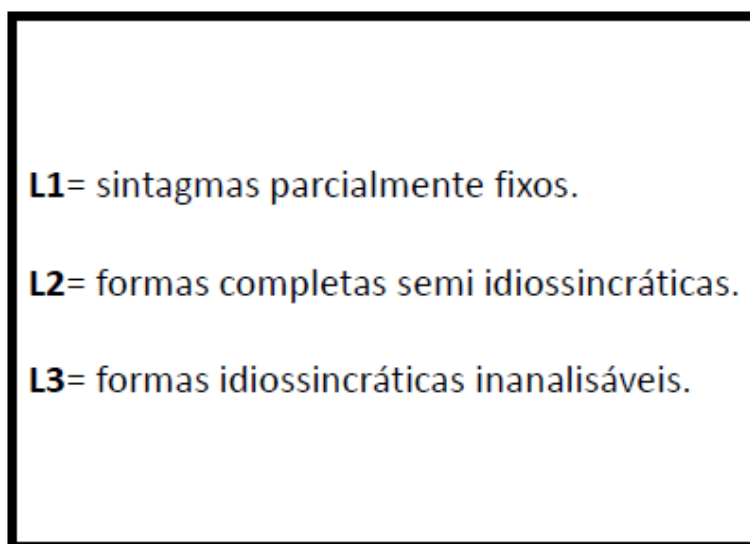 L1= sintagmas parcialmente fixos.
L2= formas completas semi idiossincráticas.
L3= formas idiossincráticas inanalisáveis.